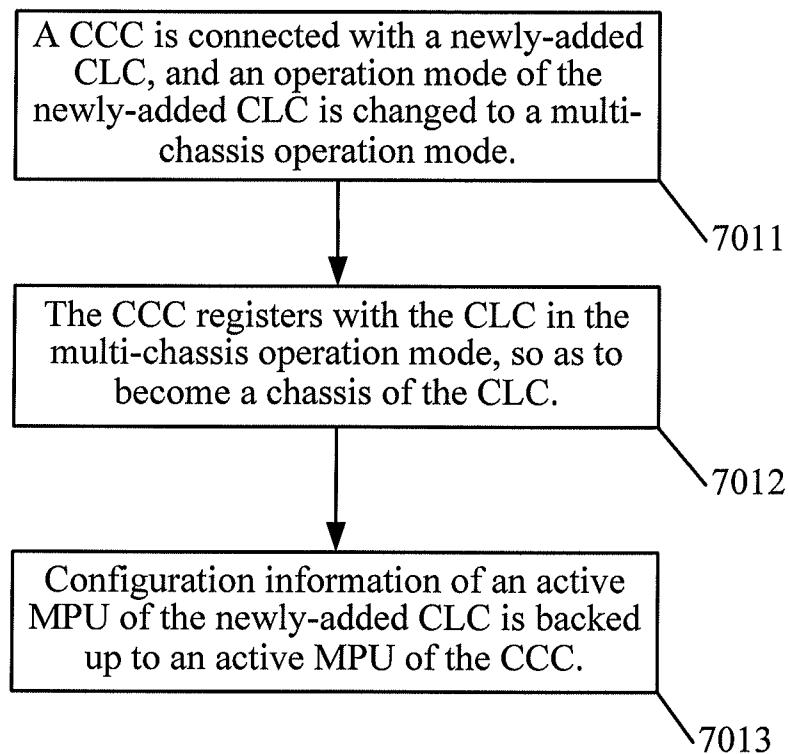 A CCC is connected with a newly-added
CLC, and an operation mode of the
newly-added CLC is changed to a multi-
chassis operation mode.
7011
The CCC registers with the CLC in the
multi-chassis operation mode, so as to
become a chassis of the CLC.
7012
Configuration information of an active
MPU of the newly-added CLC is backed
up to an active MPU of the CCC.
7013